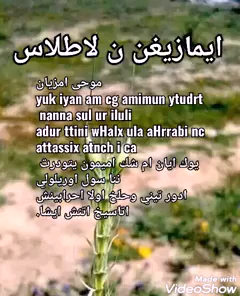 ايمازيغن ن لاطلاس
موحى امزيان
yuk iyan am cg amimun ytudrt
nanna sul ur iluli
adur ttini wHalx ula aHrrabi nc
attassix atnch i ca
يوك ايان ام شك اميمون يتودرت
ننا سول اوريلولي
ادور تيني وحلخ اولا احرابينش
اتاسيخ اتنش ايشا.
Made with
VideoShow